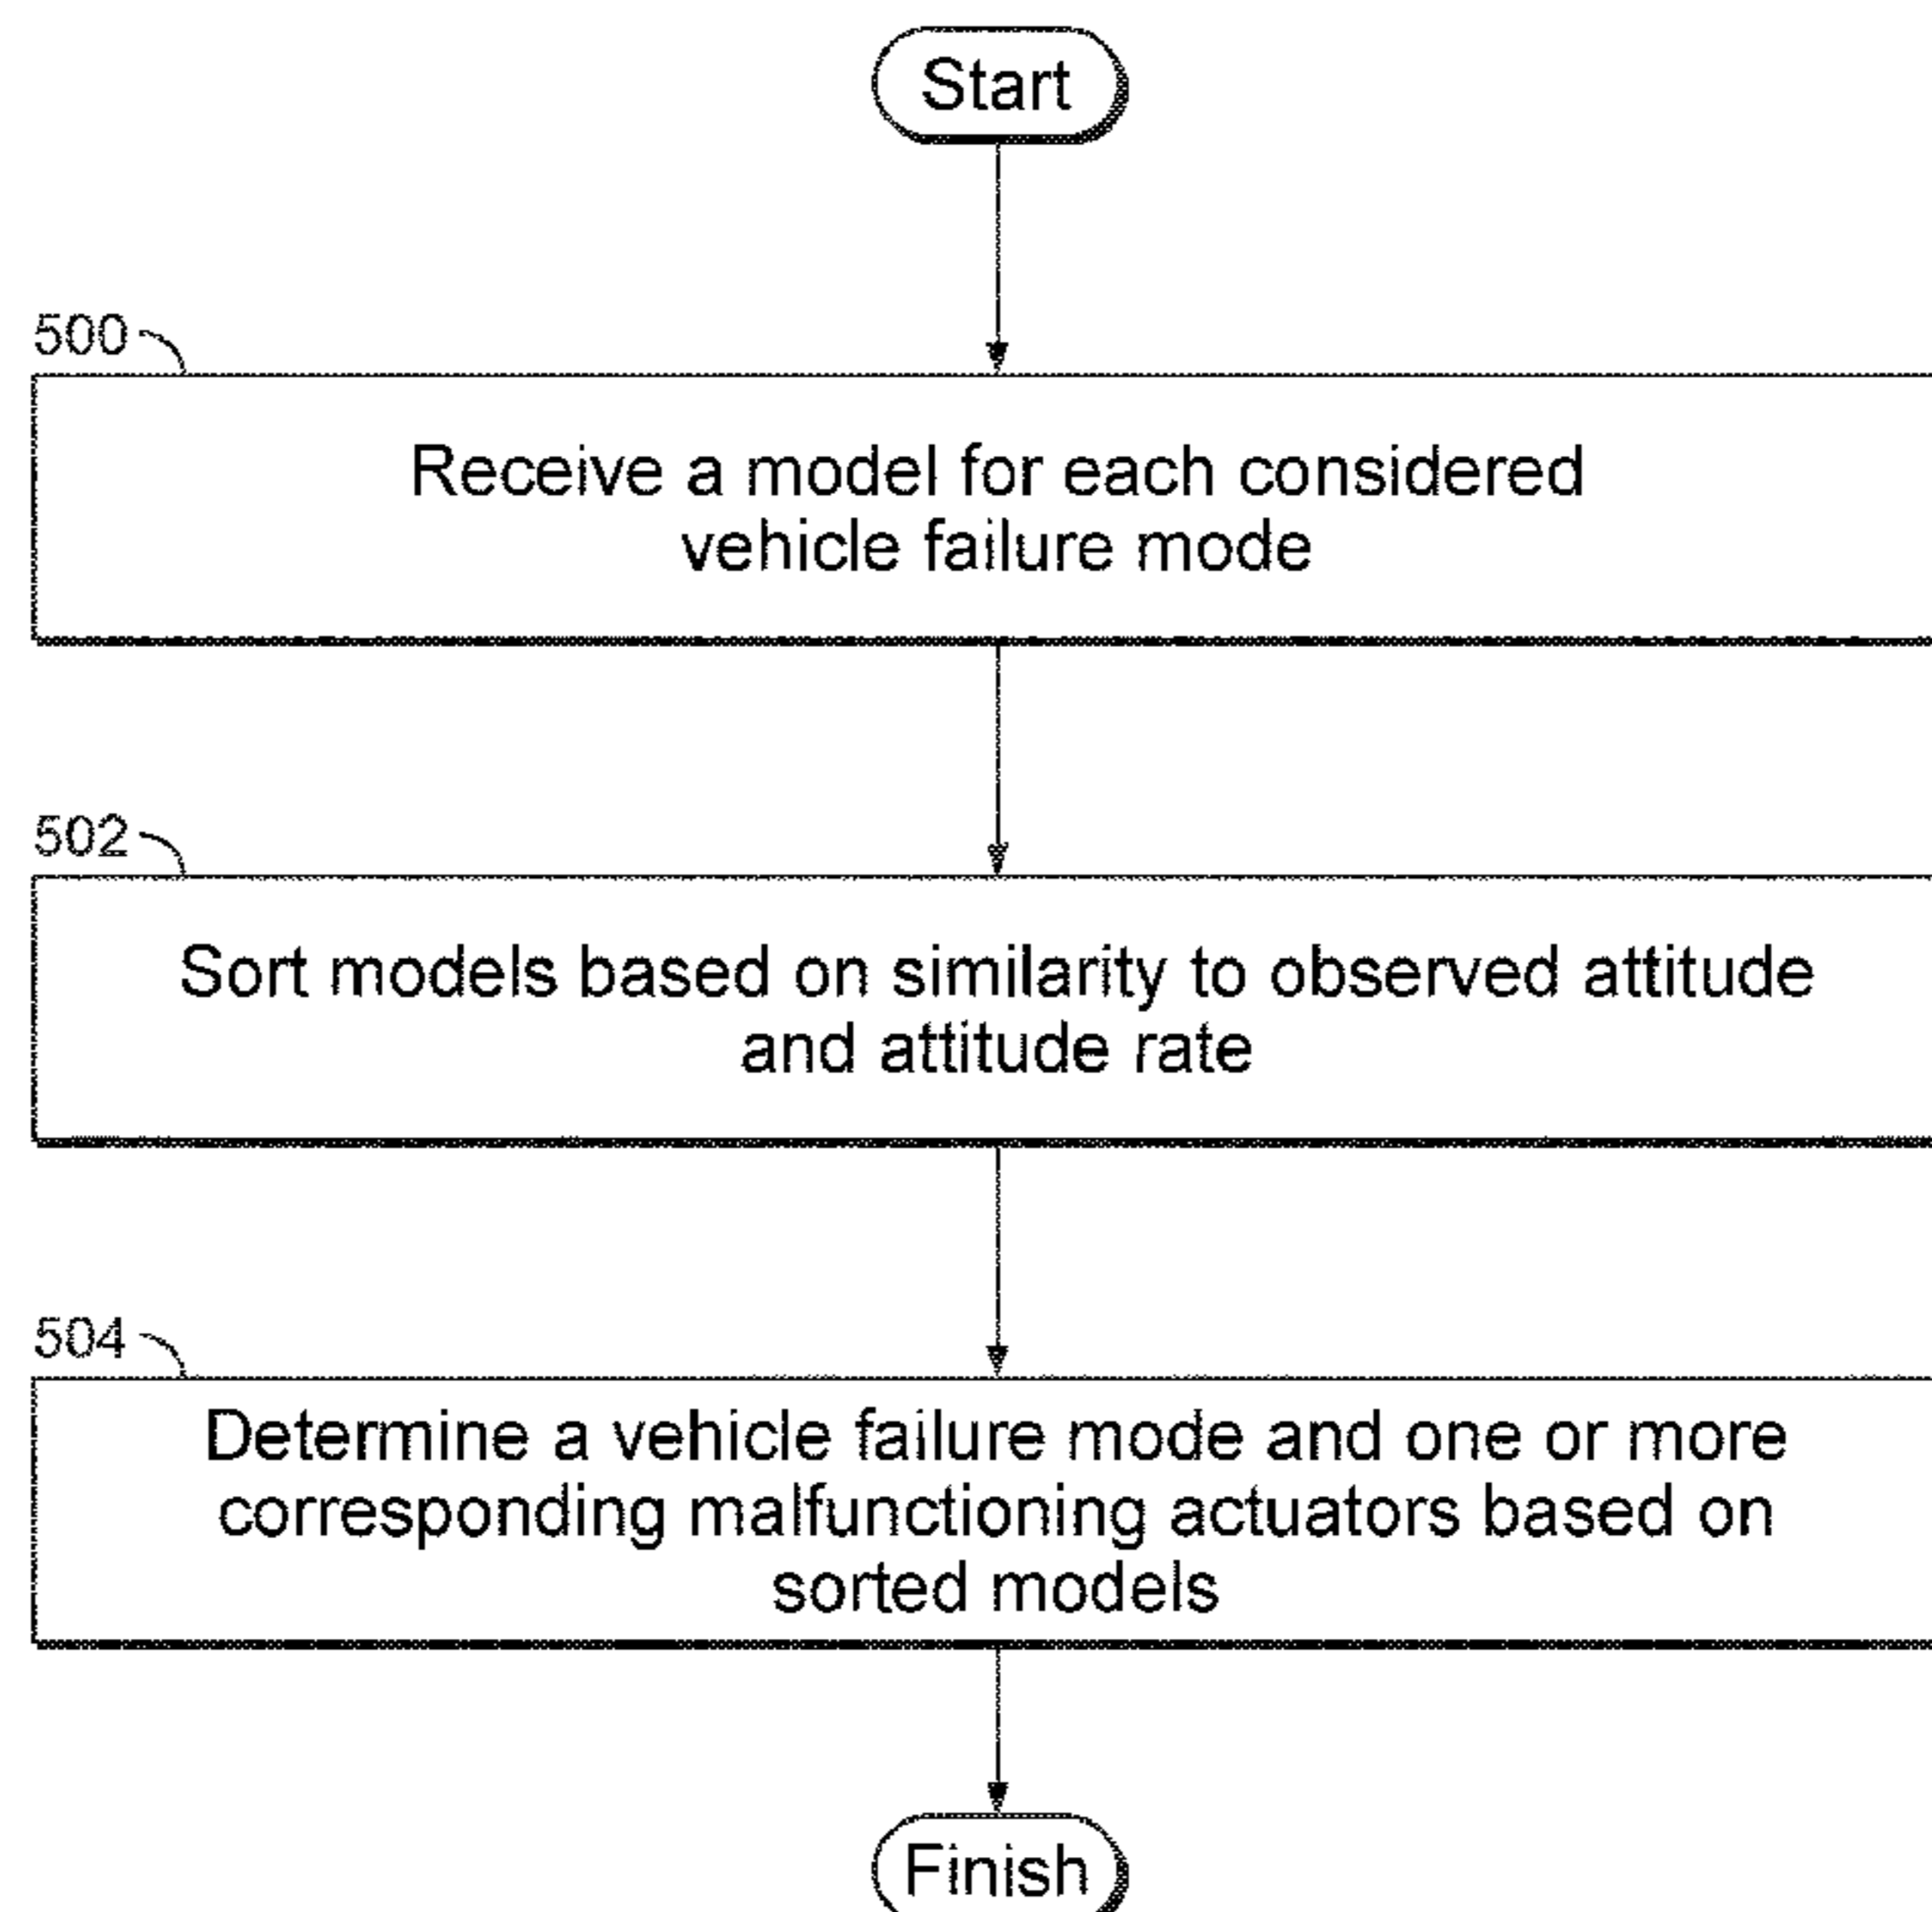 Start
500
Receive a model for each considered
vehicle failure mode
502
Sort models based on similarity to observed attitude
and attitude rate
504
Determine a vehicle failure mode and one or more
corresponding malfunctioning actuators based on
sorted models
Finish